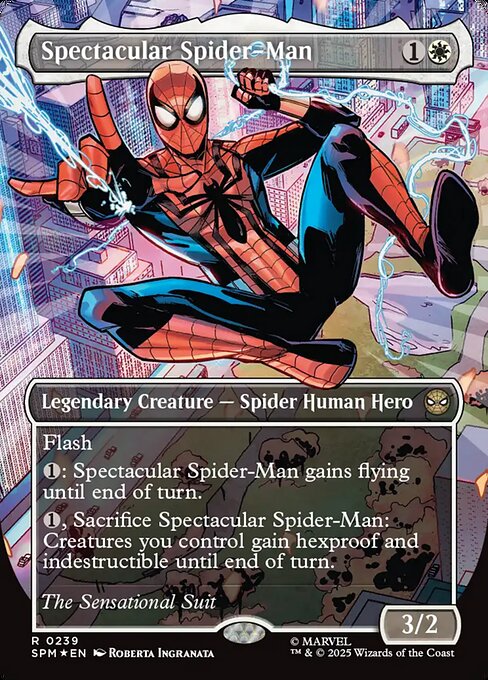 Spectacular Spider-Man 1
Legendary Creature — Spider Human Hero
Flash
1: Spectacular Spider-Man gains flying
until end of turn.
1, Sacrifice Spectacular Spider-Man:
Creatures you control gain hexproof and
indestructible until end of turn.
The Sensational Suit
3/2
R 0239
SPM★EN ROBERTA INGRANATA
© MARVEL
™ & © 2025 Wizards of the Coast